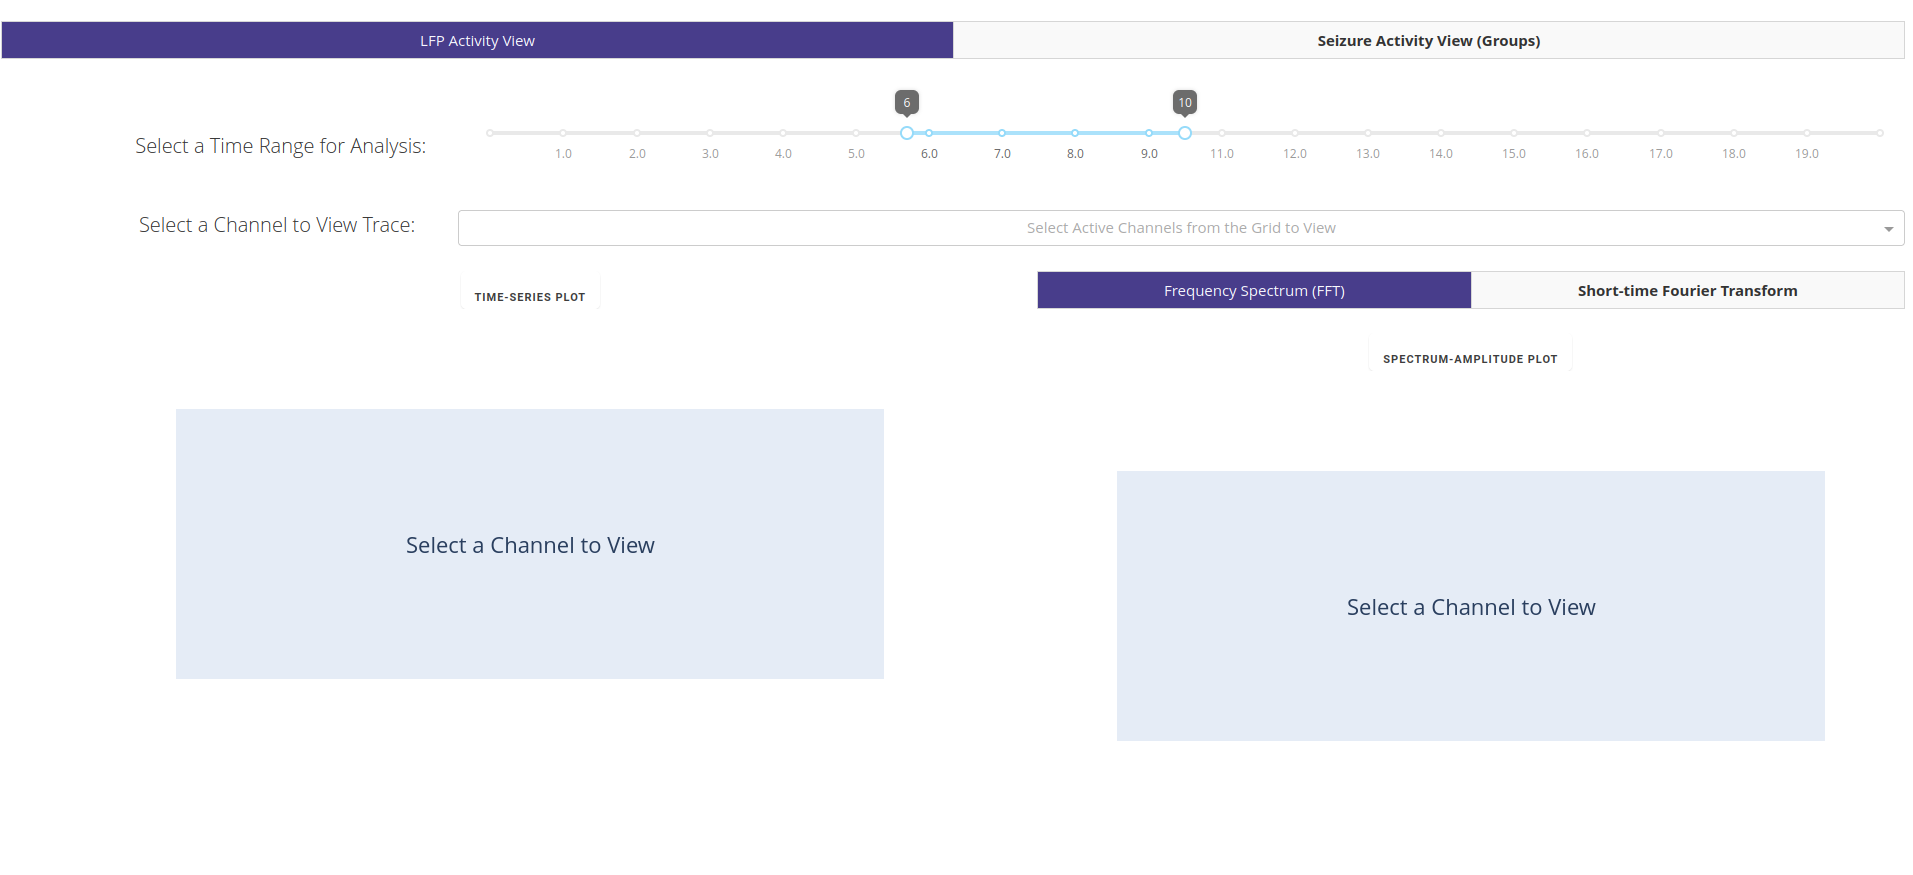 LFP Activity View
Seizure Activity View (Groups)
6
10
Select a Time Range for Analysis:
1.0 2.0 3.0 4.0 5.0 6.0 7.0 8.0 9.0 11.0 12.0 13.0 14.0 15.0 16.0 17.0 18.0 19.0
Select a Channel to View Trace:
Select Active Channels from the Grid to View
TIME-SERIES PLOT
Frequency Spectrum (FFT)
Short-time Fourier Transform
SPECTRUM-AMPLITUDE PLOT
Select a Channel to View
Select a Channel to View